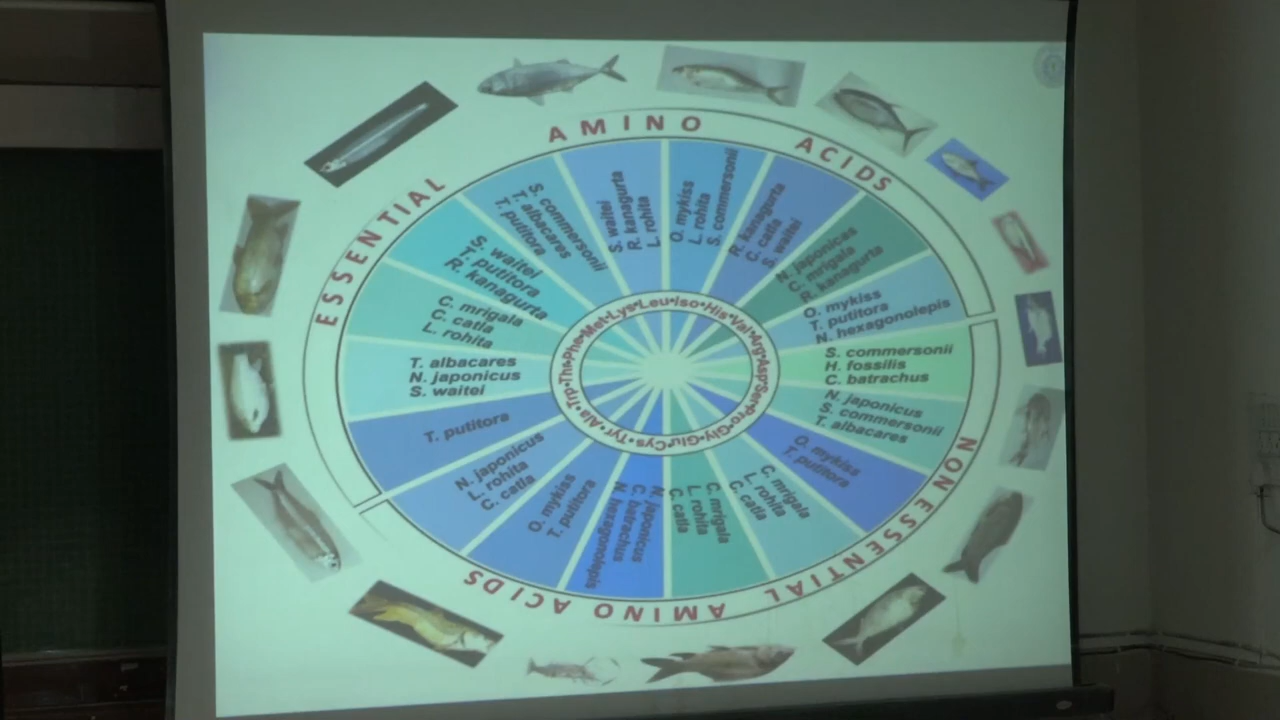 ESSENTIAL AMINO ACIDS
S. waitei
R. kanagurta
L. rohita
O. mykiss
L. rohita
S. commersonii
R. kanagurta
C. catla
S. waitei
N. japonicas
C. mrigala
R. kanagurta
O. mykiss
T. putitora
N. hexagonolepis
S. commersonii
H. fossilis
C. batrachus
N. japonicus
S. commersonii
T. albacares
O. mykiss
T. putitora
C. mrigala
L. rohita
C. catla
C. mrigala
L. rohita
C. catla
N. japonicus
C. batrachus
N. heragonolepis
O. mykiss
T. putitora
N. japonicus
L. rohita
C. catla
T. putitora
T. albacares
N. japonicus
S. waitei
C. mrigala
C. catla
L. rohita
S. waitei
T. putitora
R. kanagurta
S. commersonii
T. albacares
T. putitora
Leu•Iso•His•Val•Arg•Asp•Ser•Pro•Gly•Glu•Cys•Tyr•Ala•Trp•Thr•Phe•Met•Lys•
NON ESSENTIAL AMINO ACIDS